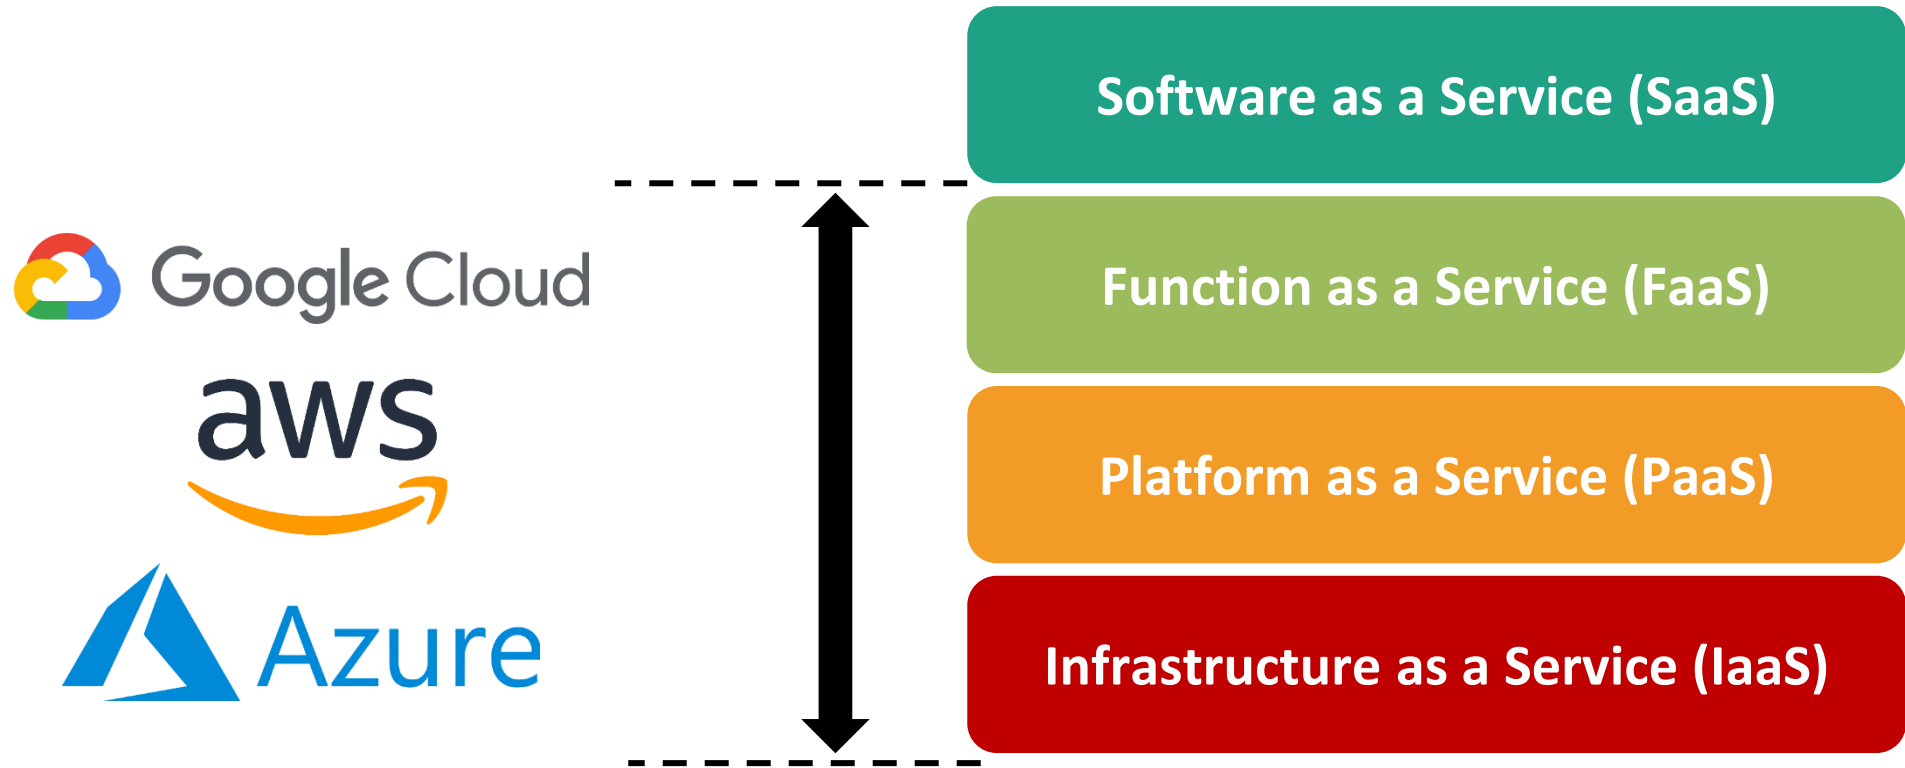 Software as a Service (SaaS)
Google Cloud
Function as a Service (FaaS)
aws
Platform as a Service (PaaS)
Azure
Infrastructure as a Service (IaaS)